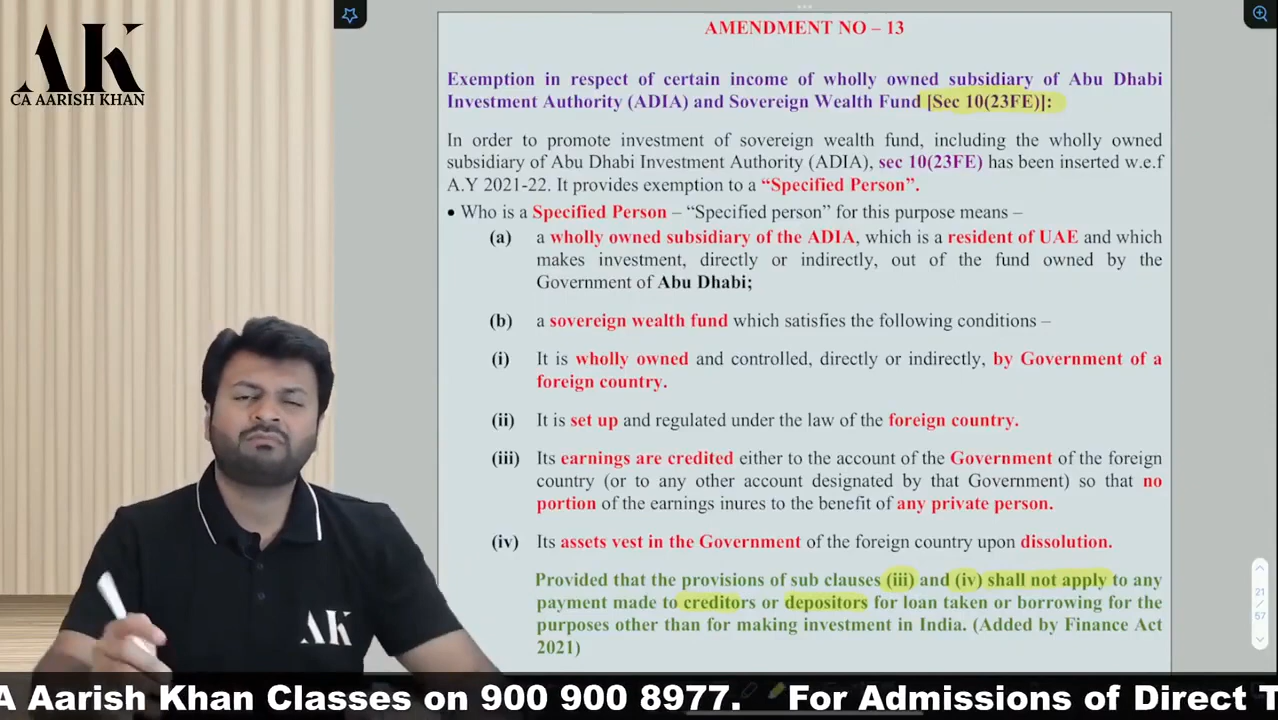 AK
CA AARISH KHAN
AMENDMENT NO – 13
Exemption in respect of certain income of wholly owned subsidiary of Abu Dhabi
Investment Authority (ADIA) and Sovereign Wealth Fund [Sec 10(23FE)]:
In order to promote investment of sovereign wealth fund, including the wholly owned
subsidiary of Abu Dhabi Investment Authority (ADIA), sec 10(23FE) has been inserted w.e.f
A.Y 2021-22. It provides exemption to a “Specified Person”.
• Who is a Specified Person – “Specified person” for this purpose means –
(a) a wholly owned subsidiary of the ADIA, which is a resident of UAE and which
makes investment, directly or indirectly, out of the fund owned by the
Government of Abu Dhabi;
(b) a sovereign wealth fund which satisfies the following conditions –
(i) It is wholly owned and controlled, directly or indirectly, by Government of a
foreign country.
(ii) It is set up and regulated under the law of the foreign country.
(iii) Its earnings are credited either to the account of the Government of the foreign
country (or to any other account designated by that Government) so that no
portion of the earnings inures to the benefit of any private person.
(iv) Its assets vest in the Government of the foreign country upon dissolution.
Provided that the provisions of sub clauses (iii) and (iv) shall not apply to any
payment made to creditors or depositors for loan taken or borrowing for the
purposes other than for making investment in India. (Added by Finance Act
2021)
21
/
57
AK
A Aarish Khan Classes on 900 900 8977. For Admissions of Direct T